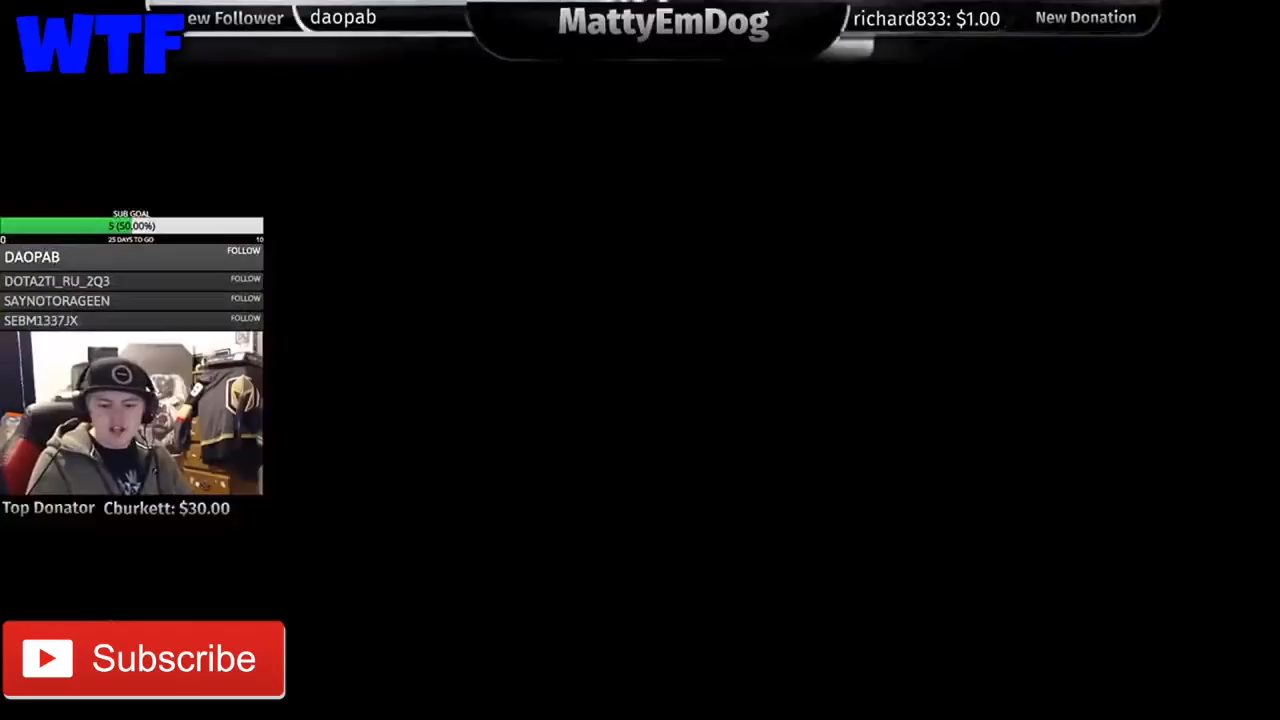 WTF
ew Follower
daopab
MattyEmDog
richard833: $1.00
New Donation
SUB GOAL
5 (50.00%)
0
25 DAYS TO GO
10
DAOPAB
FOLLOW
DOTA2TI_RU_2Q3
FOLLOW
SAYNOTORAGEEN
FOLLOW
SEBM1337JX
FOLLOW
Top Donator
Cburkett: $30.00
Subscribe